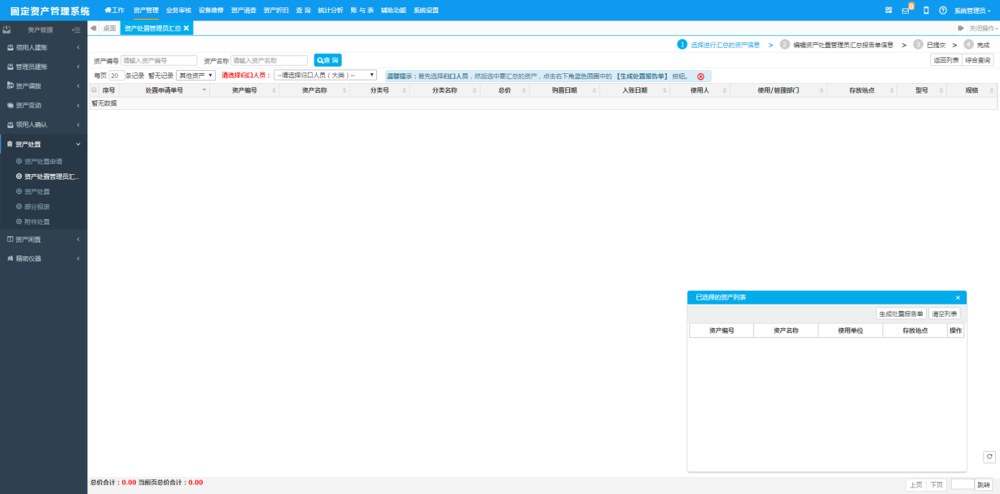 固定资产管理系统 工作 资产管理 业务审核 设备维修 资产清查 资产折旧 查 询 统计分析 账 与 表 辅助功能 系统设置 0 系统管理员
资产管理 桌面 资产处置管理员汇总 ✖ 关闭操作
领用人建账
管理员建账
资产调拨
资产变动
领用人确认
资产处置
资产处置申请
资产处置管理员汇...
资产处置
部分报废
附件处置
资产闲置
精密仪器
1 选择进行汇总的资产信息 > 2 编辑资产处置管理员汇总报告单信息 > 3 已提交 > 4 完成
资产编号 请输入资产编号 资产名称 请输入资产名称 查 询 返回列表 综合查询
每页 20 条记录 暂无记录 其他资产 请选择归口人员： --请选择归口人员（大类）-- 温馨提示：首先选择归口人员，然后选中要汇总的资产，点击右下角蓝色圆圈中的 【生成处置报告单】 按钮。
序号 处置申请单号 资产编号 资产名称 分类号 分类名称 总价 购置日期 入账日期 使用人 使用/管理部门 存放地点 型号 规格
暂无数据
已选择的资产列表 ×
生成处置报告单 清空列表
资产编号 资产名称 使用单位 存放地点 操作
总价合计：0.00 当前页总价合计：0.00 上页 下页 跳转